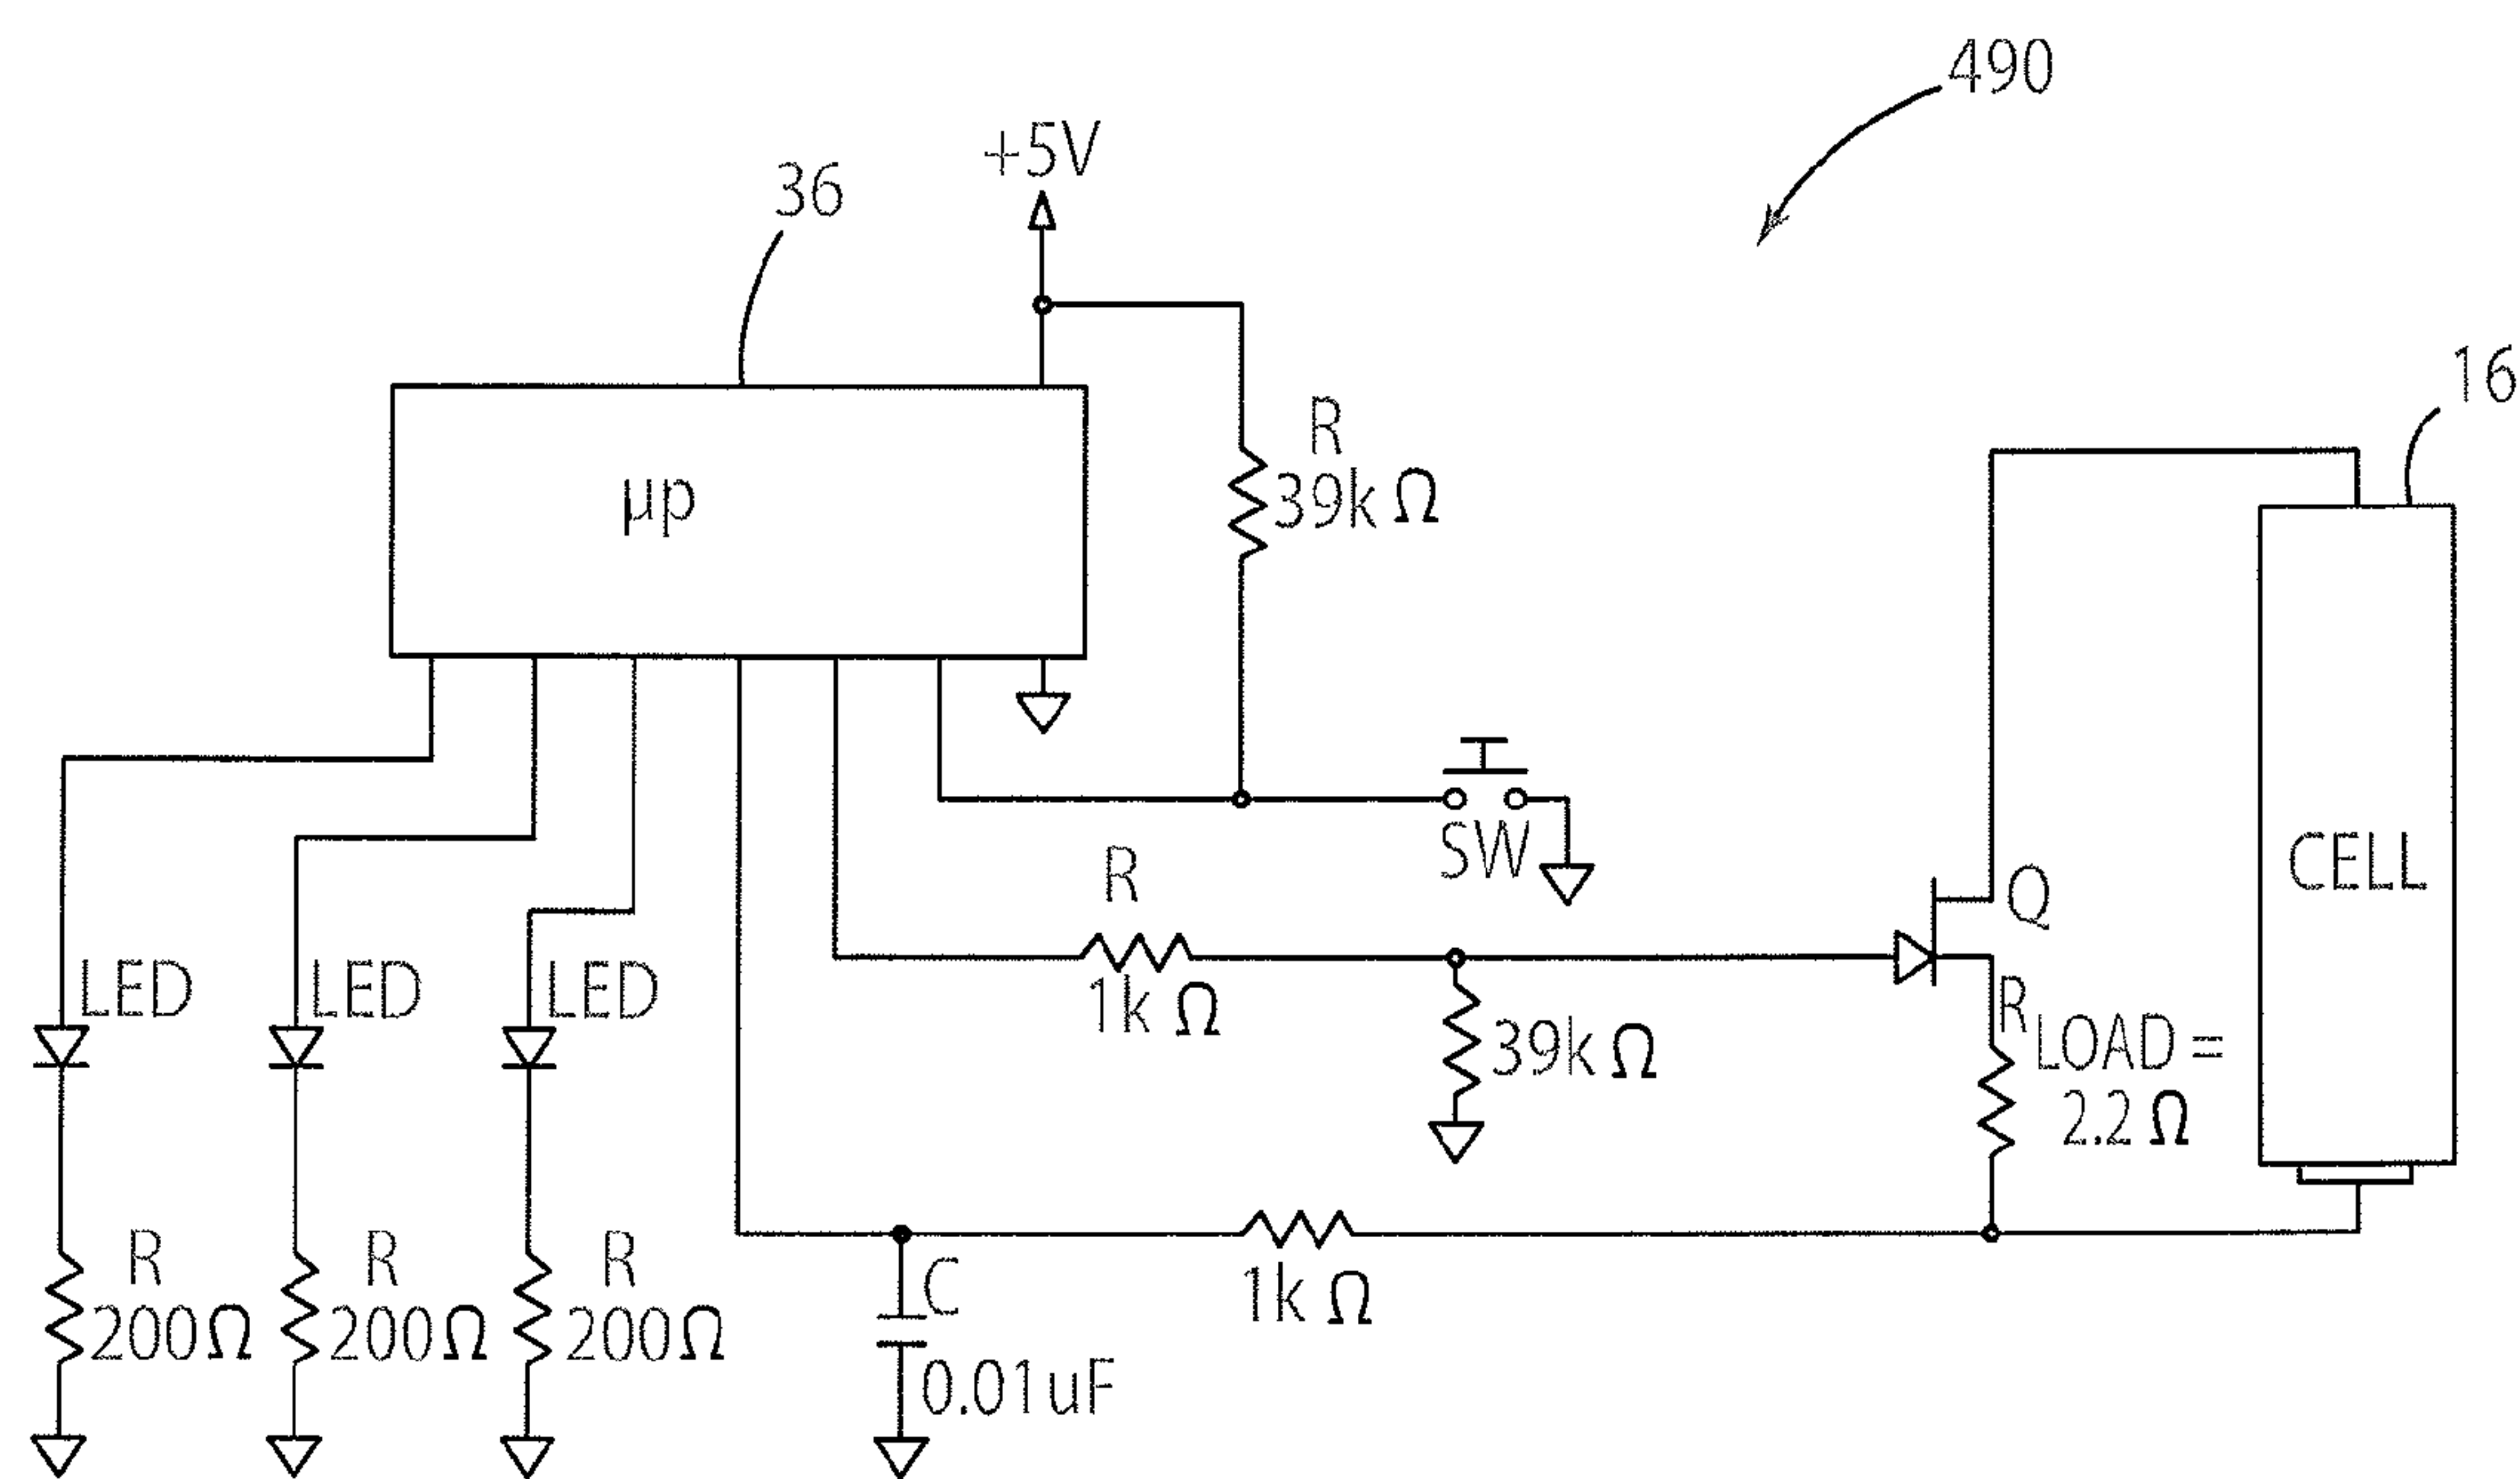 490
+5V
36
16
R
39k Ω
µp
CELL
SW
Q
R
1k Ω
LED
LED
LED
39k Ω
R LOAD =
2.2 Ω
R
200Ω
R
200Ω
R
200Ω
C
0.01uF
1k Ω